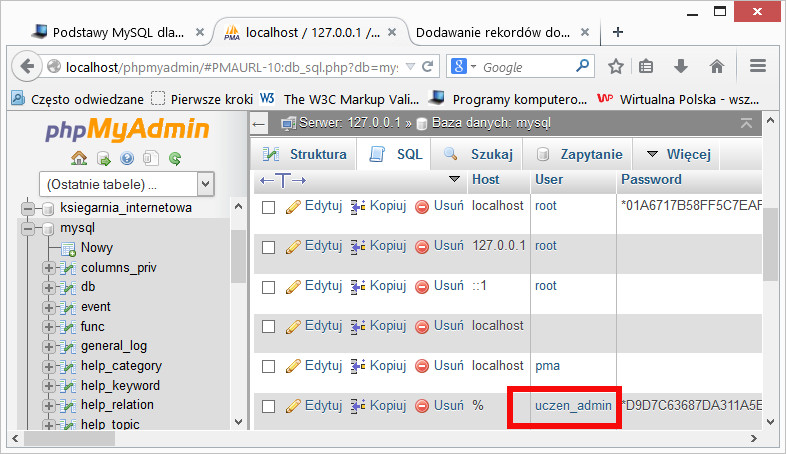 Podstawy MySQL dla...
localhost / 127.0.0.1 /...
Dodawanie rekordów do...
localhost/phpmyadmin/#PMAURL-10:db_sql.php?db=mys
Google
Często odwiedzane
Pierwsze kroki
The W3C Markup Vali...
Programy komputero...
Wirtualna Polska - wsz...
phpMyAdmin
(Ostatnie tabele) ...
ksiegarnia_internetowa
mysql
Nowy
columns_priv
db
event
func
general_log
help_category
help_keyword
help_relation
help_topic
Serwer: 127.0.0.1 » Baza danych: mysql
Struktura SQL Szukaj Zapytanie Więcej
Host User Password
Edytuj Kopiuj Usuń localhost root *01A6717B58FF5C7EAF
Edytuj Kopiuj Usuń 127.0.0.1 root
Edytuj Kopiuj Usuń ::1 root
Edytuj Kopiuj Usuń localhost
Edytuj Kopiuj Usuń localhost pma
Edytuj Kopiuj Usuń % uczen_admin *D9D7C63687DA311A5E